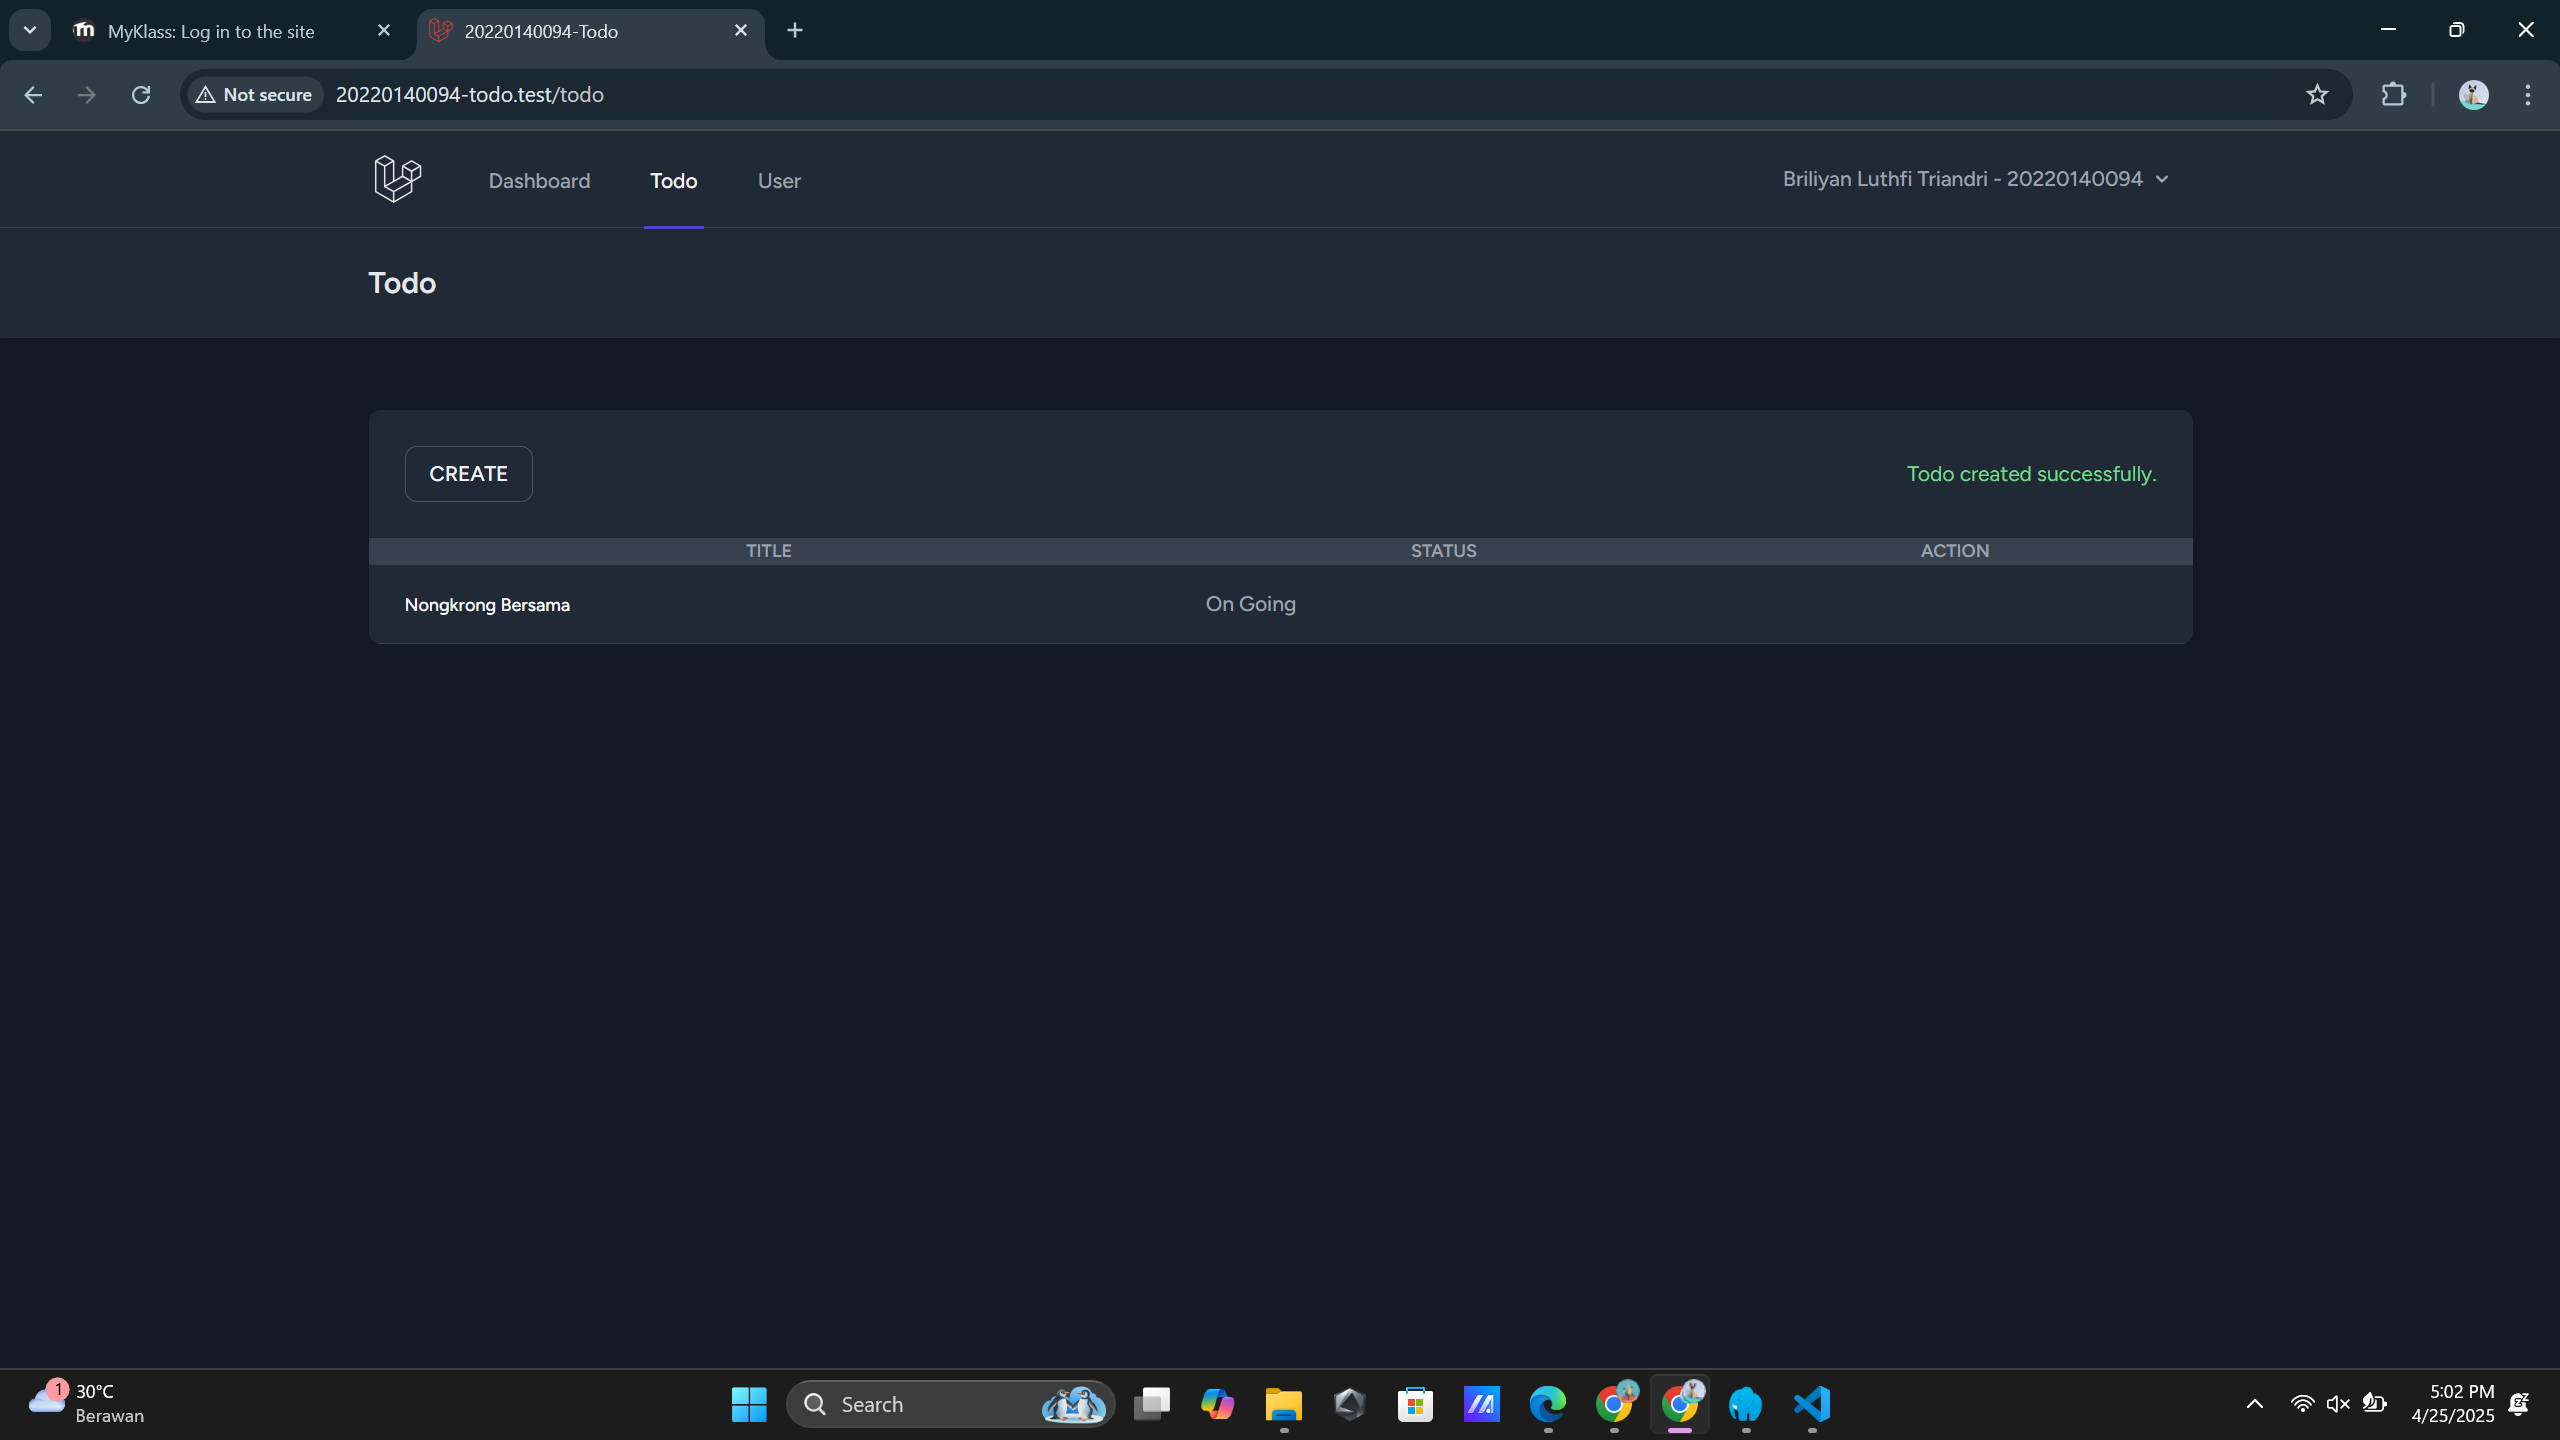 MyKlass: Log in to the site
20220140094-Todo
Not secure
20220140094-todo.test/todo
Dashboard
Todo
User
Briliyan Luthfi Triandri - 20220140094
Todo
CREATE
Todo created successfully.
TITLE STATUS ACTION
Nongkrong Bersama On Going
1
30°C
Berawan
Search
5:02 PM
4/25/2025